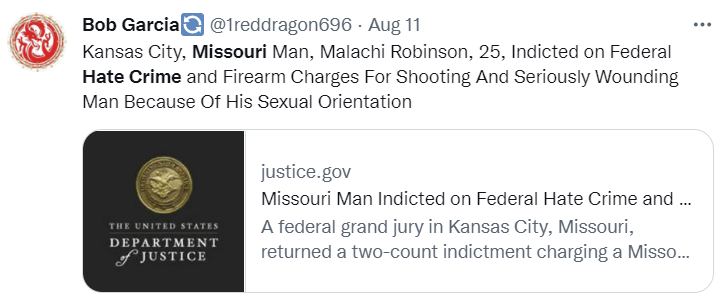 Bob Garcia🔄 @1reddragon696 · Aug 11
Kansas City, Missouri Man, Malachi Robinson, 25, Indicted on Federal
Hate Crime and Firearm Charges For Shooting And Seriously Wounding
Man Because Of His Sexual Orientation
THE UNITED STATES
DEPARTMENT
of JUSTICE
justice.gov
Missouri Man Indicted on Federal Hate Crime and ...
A federal grand jury in Kansas City, Missouri,
returned a two-count indictment charging a Misso...